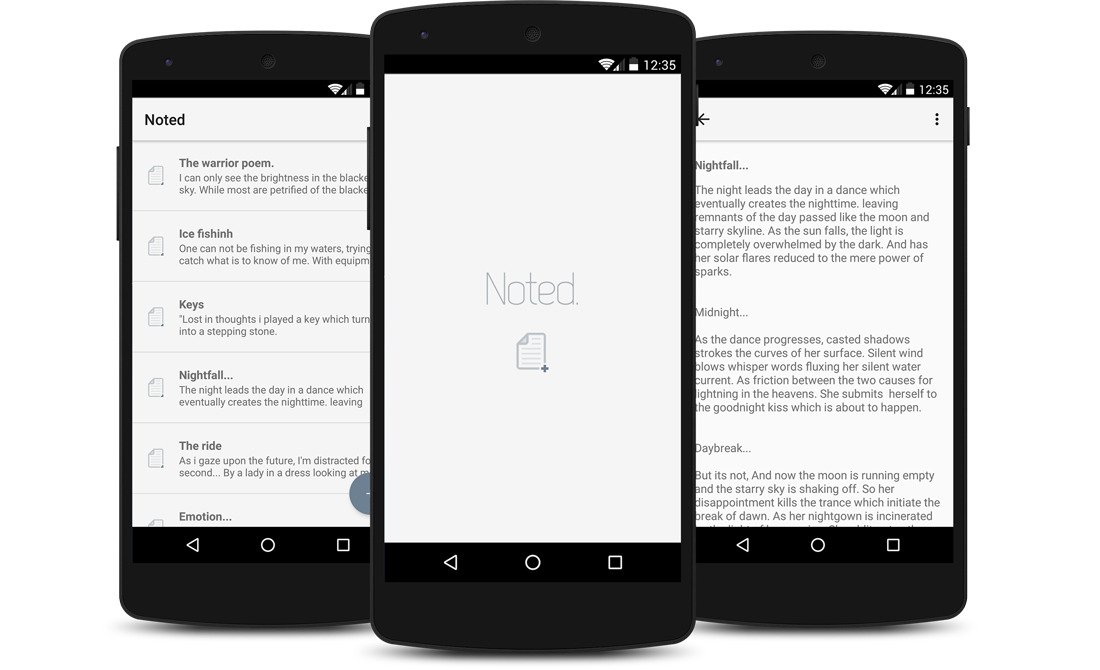 Noted
The warrior poem.
I can only see the brightness in the blacke
sky. While most are petrified of the blacke
Ice fishinh
One can not be fishing in my waters, trying
catch what is to know of me. With equipm
Keys
"Lost in thoughts i played a key which turn
into a stepping stone.
Nightfall...
The night leads the day in a dance which
eventually creates the nighttime. leaving
The ride
As i gaze upon the future, I'm distracted fo
second... By a lady in a dress looking at m
Emotion...
12:35
Noted.
12:35
Nightfall...
The night leads the day in a dance which
eventually creates the nighttime. leaving
remnants of the day passed like the moon and
starry skyline. As the sun falls, the light is
completely overwhelmed by the dark. And has
her solar flares reduced to the mere power of
sparks.
Midnight...
As the dance progresses, casted shadows
strokes the curves of her surface. Silent wind
blows whisper words fluxing her silent water
current. As friction between the two causes for
lightning in the heavens. She submits herself to
the goodnight kiss which is about to happen.
Daybreak...
But its not, And now the moon is running empty
and the starry sky is shaking off. So her
disappointment kills the trance which initiate the
break of dawn. As her nightgown is incinerated